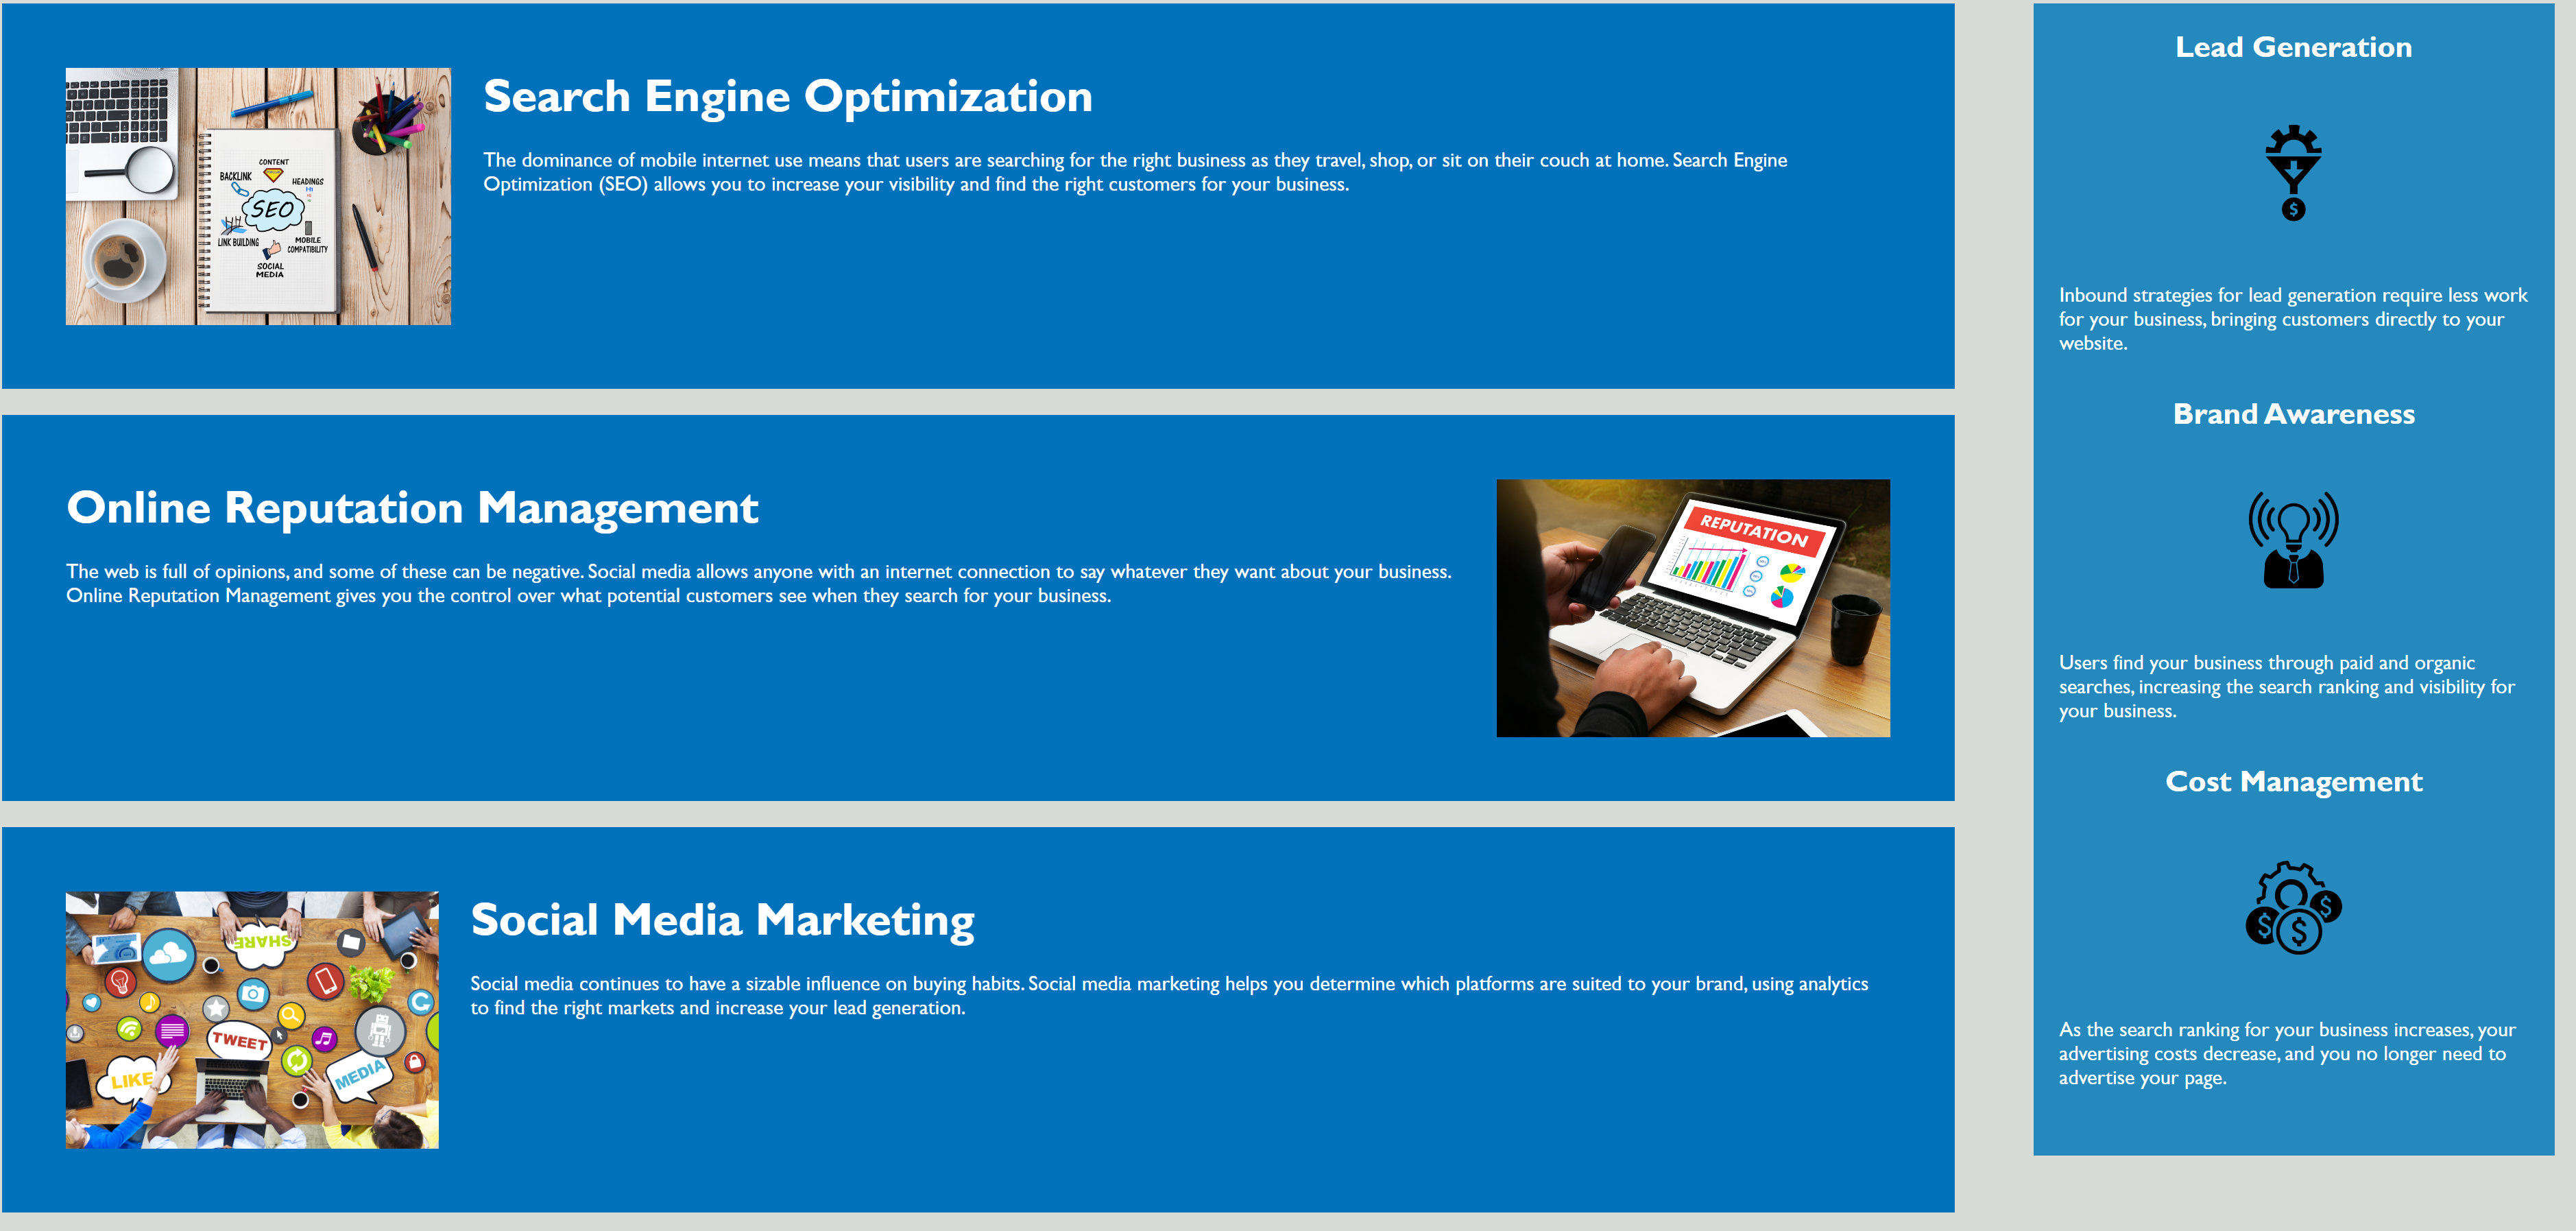 Search Engine Optimization
The dominance of mobile internet use means that users are searching for the right business as they travel, shop, or sit on their couch at home. Search Engine
Optimization (SEO) allows you to increase your visibility and find the right customers for your business.
CONTENT
BACKLINK
HEADINGS
H1
SEO
LINK BUILDING
MOBILE
COMPATIBILITY
SOCIAL
MEDIA
Online Reputation Management
The web is full of opinions, and some of these can be negative. Social media allows anyone with an internet connection to say whatever they want about your business.
Online Reputation Management gives you the control over what potential customers see when they search for your business.
REPUTATION
Social Media Marketing
Social media continues to have a sizable influence on buying habits. Social media marketing helps you determine which platforms are suited to your brand, using analytics
to find the right markets and increase your lead generation.
SHARE
TWEET
LIKE
MEDIA
Lead Generation
$
Inbound strategies for lead generation require less work
for your business, bringing customers directly to your
website.
Brand Awareness
Users find your business through paid and organic
searches, increasing the search ranking and visibility for
your business.
Cost Management
$ $ $
As the search ranking for your business increases, your
advertising costs decrease, and you no longer need to
advertise your page.